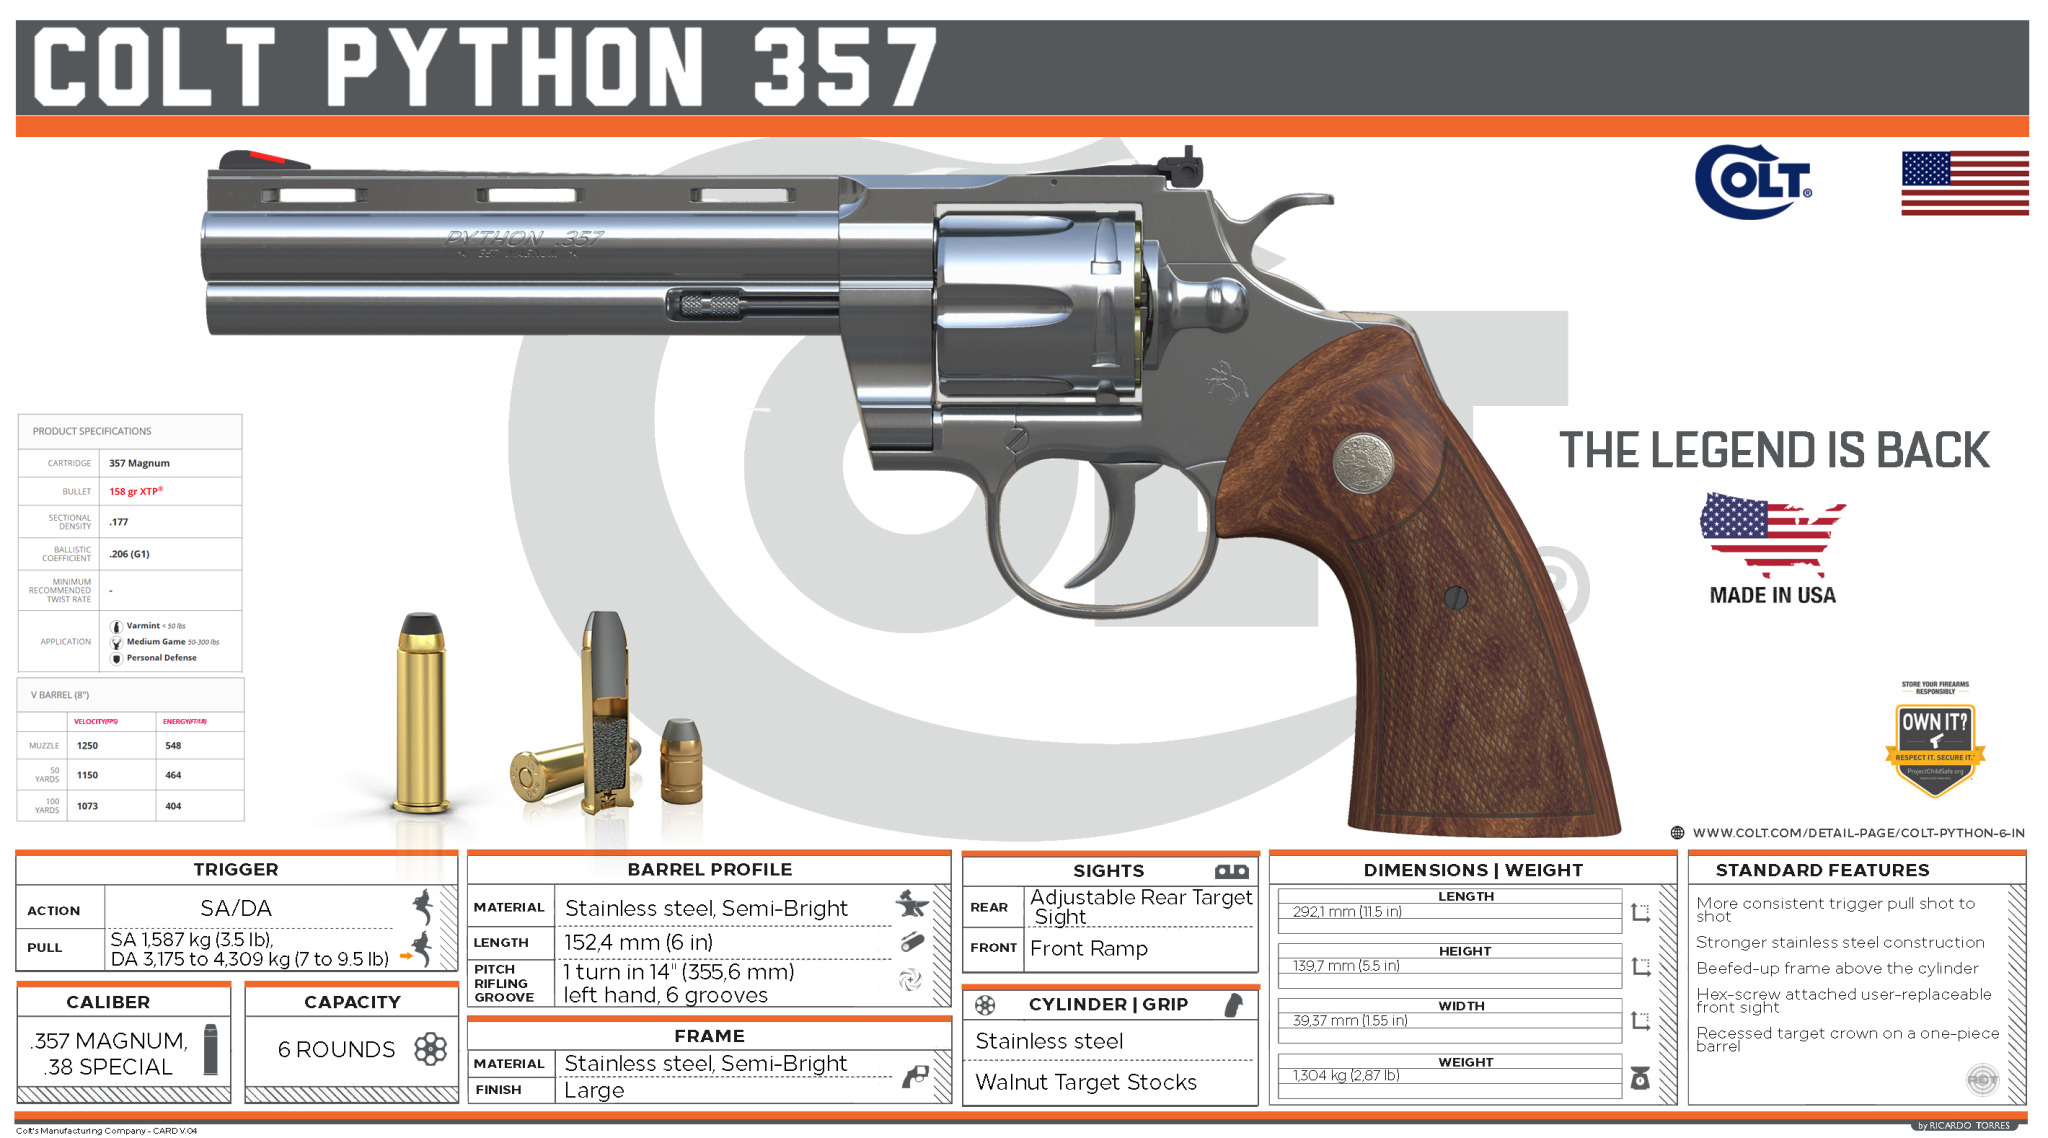 COLT PYTHON 357
COLT®
PYTHON .357
357 MAGNUM
THE LEGEND IS BACK
MADE IN USA
PRODUCT SPECIFICATIONS
CARTRIDGE 357 Magnum
BULLET 158 gr XTP®
SECTIONAL
DENSITY .177
BALLISTIC
COEFFICIENT .206 (G1)
MINIMUM
RECOMMENDED
TWIST RATE -
APPLICATION
Varmint < 50 lbs
Medium Game 50-300 lbs
Personal Defense
V BARREL (8")
VELOCITY(FPS) ENERGY(FT/LB)
MUZZLE 1250 548
50
YARDS 1150 464
100
YARDS 1073 404
STORE YOUR FIREARMS
RESPONSIBLY
OWN IT?
RESPECT IT. SECURE IT.
ProjectChildSafe.org
WWW.COLT.COM/DETAIL-PAGE/COLT-PYTHON-6-IN
TRIGGER
ACTION SA/DA
PULL SA 1,587 kg (3.5 lb),
DA 3,175 to 4,309 kg (7 to 9.5 lb)
CALIBER
.357 MAGNUM,
.38 SPECIAL
CAPACITY
6 ROUNDS
BARREL PROFILE
MATERIAL Stainless steel, Semi-Bright
LENGTH 152,4 mm (6 in)
PITCH
RIFLING
GROOVE
1 turn in 14" (355,6 mm)
left hand, 6 grooves
FRAME
MATERIAL Stainless steel, Semi-Bright
FINISH Large
SIGHTS
REAR Adjustable Rear Target
Sight
FRONT Front Ramp
CYLINDER | GRIP
Stainless steel
Walnut Target Stocks
DIMENSIONS | WEIGHT
LENGTH
292,1 mm (11.5 in)
HEIGHT
139,7 mm (5.5 in)
WIDTH
39,37 mm (1.55 in)
WEIGHT
1,304 kg (2,87 lb)
STANDARD FEATURES
More consistent trigger pull shot to
shot
Stronger stainless steel construction
Beefed-up frame above the cylinder
Hex-screw attached user-replaceable
front sight
Recessed target crown on a one-piece
barrel
Colt's Manufacturing Company - CARD V.04
by RICARDO TORRES